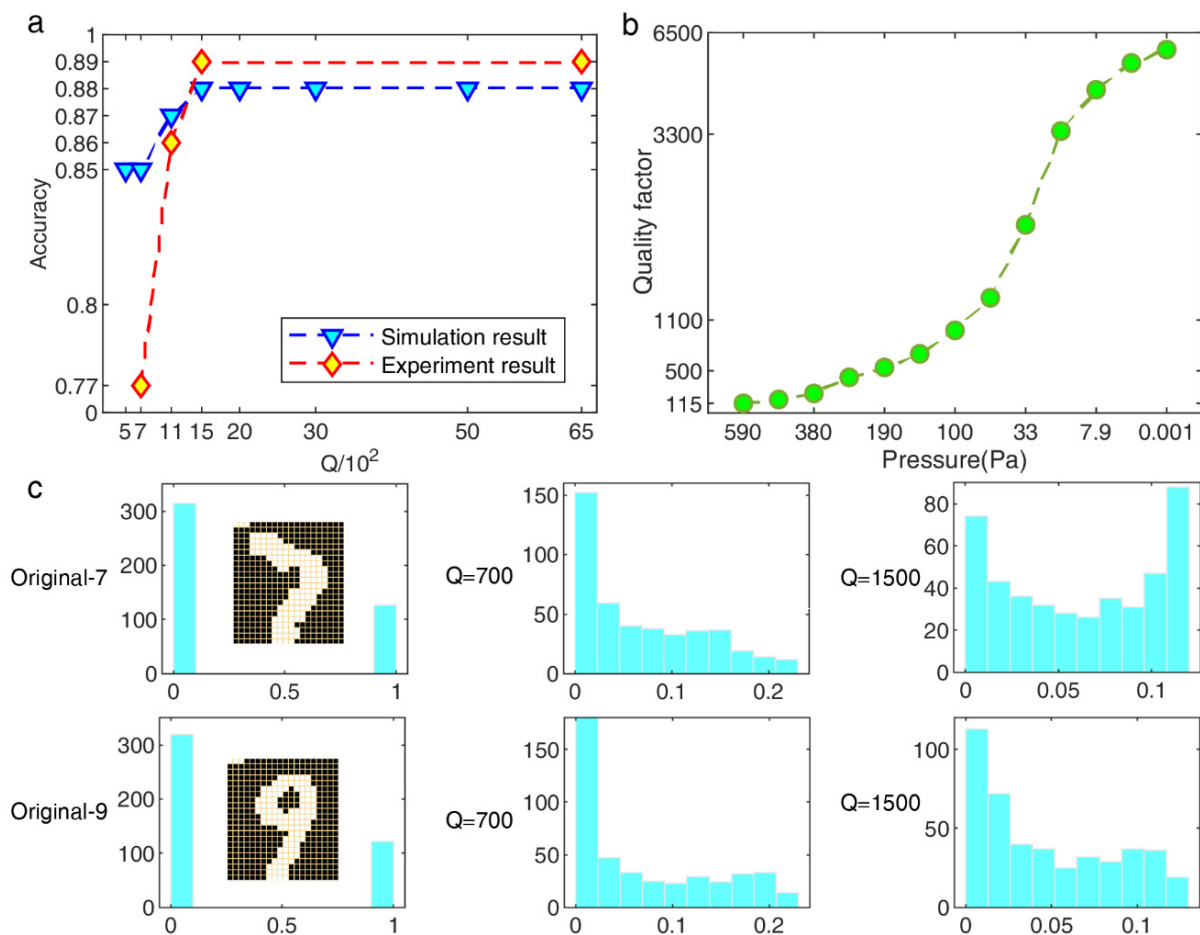 a
1
0.89
0.88
0.87
0.86
0.85
0.8
0.77
0
Accuracy
Simulation result
Experiment result
5 7 11 15 20 30 50 65
Q/10²
b
6500
3300
1100
500
115
Quality factor
590 380 190 100 33 7.9 0.001
Pressure(Pa)
c
Original-7
300
200
100
0
0 0.5 1
Q=700
150
100
50
0
0 0.1 0.2
Q=1500
80
60
40
20
0
0 0.05 0.1
Original-9
300
200
100
0
0 0.5 1
Q=700
150
100
50
0
0 0.1 0.2
Q=1500
100
50
0
0 0.05 0.1